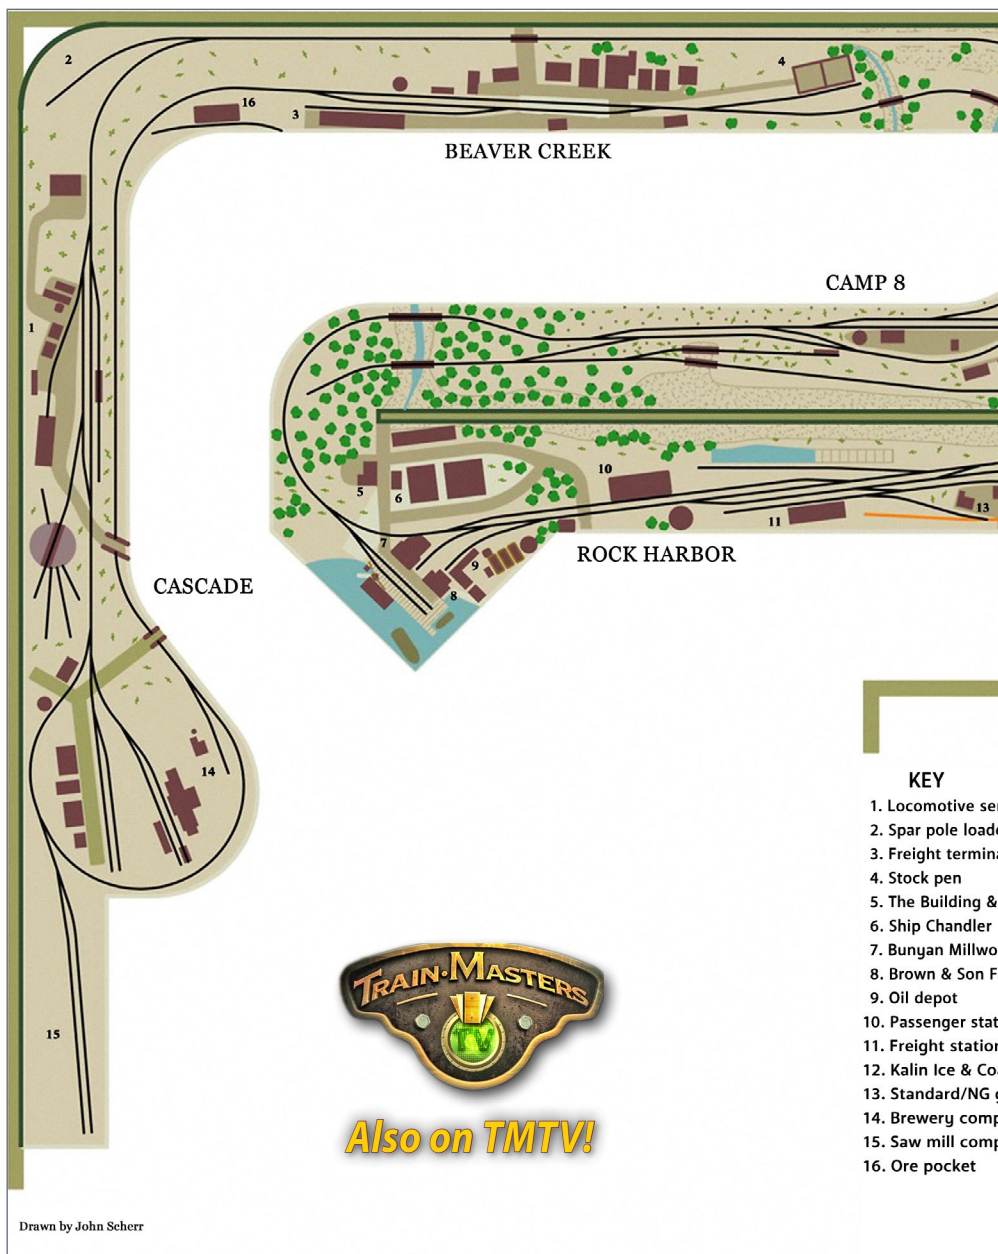 2
16
3
4
BEAVER CREEK
CAMP 8
1
5
6
10
7
11
13
ROCK HARBOR
9
8
CASCADE
14
15
TRAIN·MASTERS
TV
Also on TMTV!
KEY
1. Locomotive ser
2. Spar pole loade
3. Freight termina
4. Stock pen
5. The Building &
6. Ship Chandler
7. Bunyan Millwo
8. Brown & Son F
9. Oil depot
10. Passenger stat
11. Freight station
12. Kalin Ice & Coa
13. Standard/NG g
14. Brewery comp
15. Saw mill comp
16. Ore pocket
Drawn by John Scherr